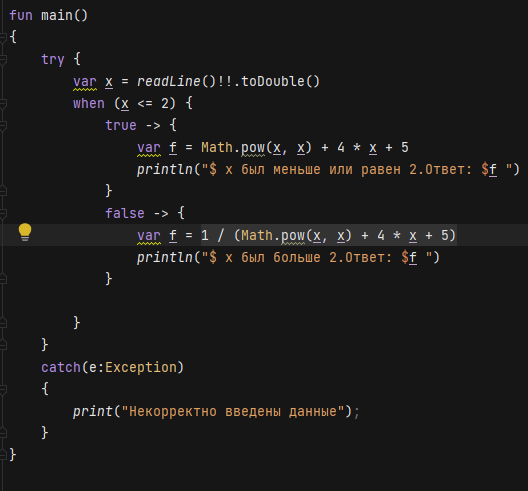 fun main()
{
    try {
        var x = readLine()!!.toDouble()
        when (x <= 2) {
            true -> {
                var f = Math.pow(x, x) + 4 * x + 5
                println("$ x был меньше или равен 2.Ответ: $f ")
            }
            false -> {
                var f = 1 / (Math.pow(x, x) + 4 * x + 5)
                println("$ x был больше 2.Ответ: $f ")
            }

        }
    }
    catch(e:Exception)
    {
        print("Некорректно введены данные");
    }
}